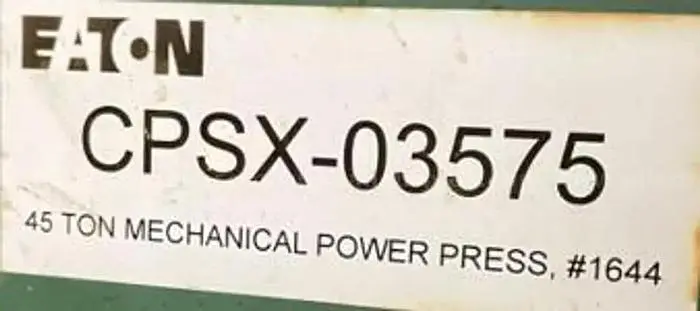 EATON
CPSX-03575
45 TON MECHANICAL POWER PRESS, #1644